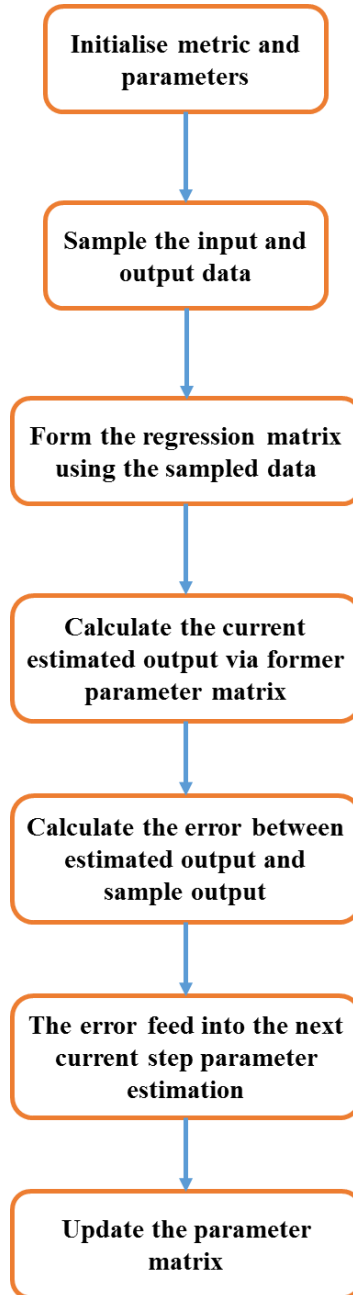 Initialise metric and
parameters
Sample the input and
output data
Form the regression matrix
using the sampled data
Calculate the current
estimated output via former
parameter matrix
Calculate the error between
estimated output and
sample output
The error feed into the next
current step parameter
estimation
Update the parameter
matrix